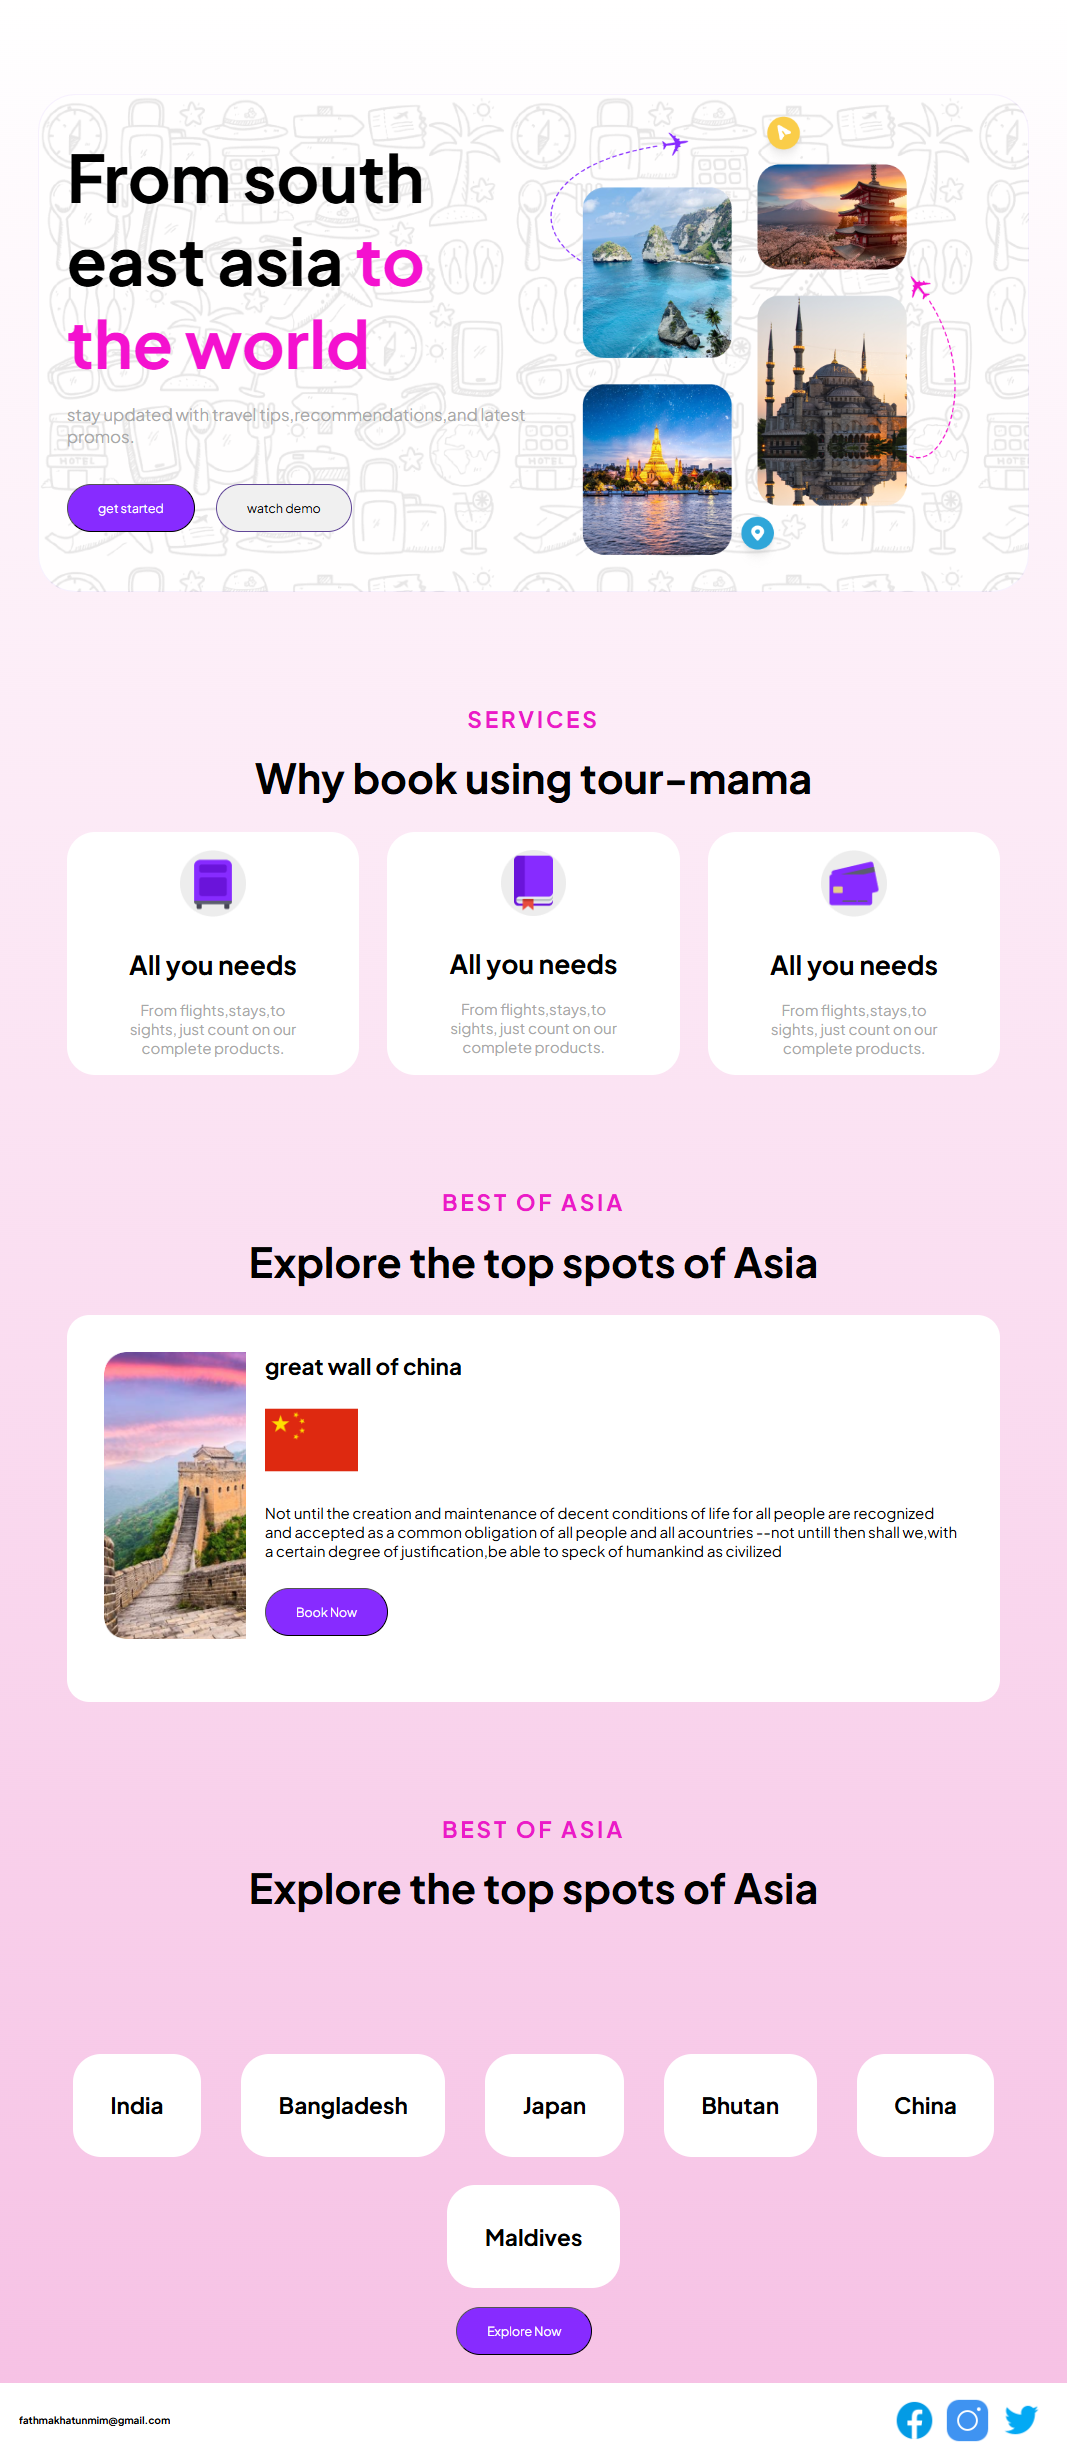 From south
east asia to
the world
stay updated with travel tips,recommendations,and latest
promos.
get started
watch demo
SERVICES
Why book using tour-mama
All you needs
From flights,stays,to
sights, just count on our
complete products.
All you needs
From flights,stays,to
sights, just count on our
complete products.
All you needs
From flights,stays,to
sights, just count on our
complete products.
BEST OF ASIA
Explore the top spots of Asia
great wall of china
Not until the creation and maintenance of decent conditions of life for all people are recognized
and accepted as a common obligation of all people and all acountries --not untill then shall we,with
a certain degree of justification,be able to speck of humankind as civilized
Book Now
BEST OF ASIA
Explore the top spots of Asia
India
Bangladesh
Japan
Bhutan
China
Maldives
Explore Now
fathmakhatunmim@gmail.com